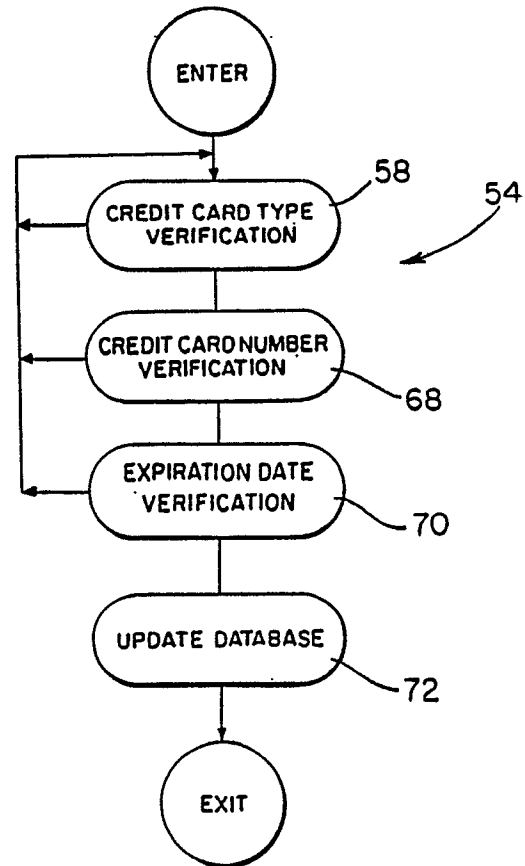 ENTER
58
CREDIT CARD TYPE
VERIFICATION
54
CREDIT CARD NUMBER
VERIFICATION
68
EXPIRATION DATE
VERIFICATION
70
UPDATE DATABASE
72
EXIT